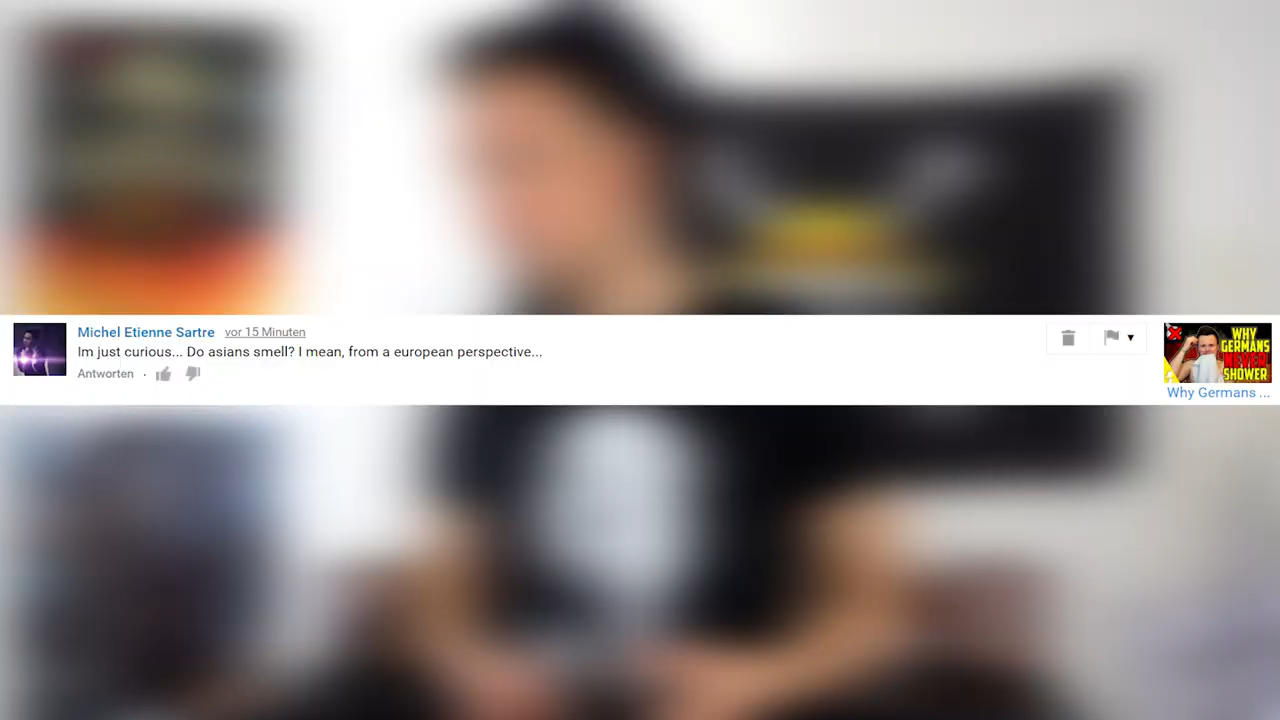 Michel Etienne Sartre vor 15 Minuten
Im just curious... Do asians smell? I mean, from a european perspective...
Antworten ·
WHY
GERMANS
NEVER
SHOWER
Why Germans ...